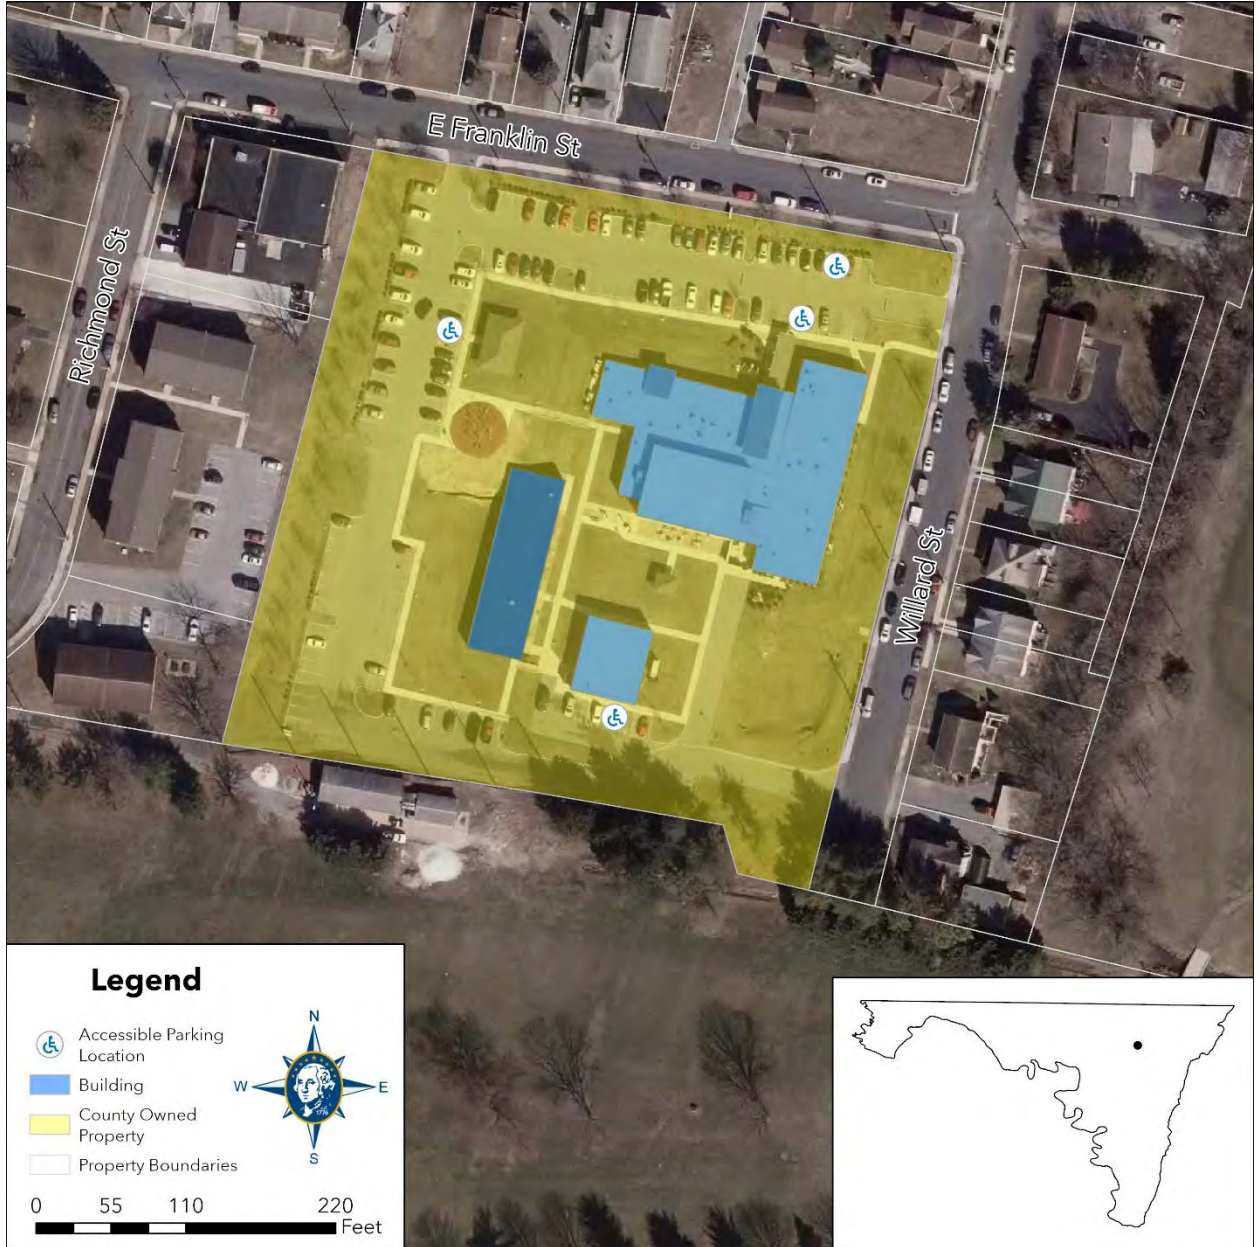 E Franklin St
Richmond St
Willard St
Legend
Accessible Parking
Location
Building
County Owned
Property
Property Boundaries
N
W
E
S
1776
0 55 110 220
Feet